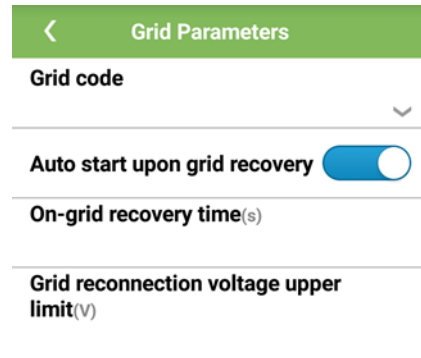 Grid Parameters
Grid code
Auto start upon grid recovery
On-grid recovery time(s)
Grid reconnection voltage upper
limit(V)